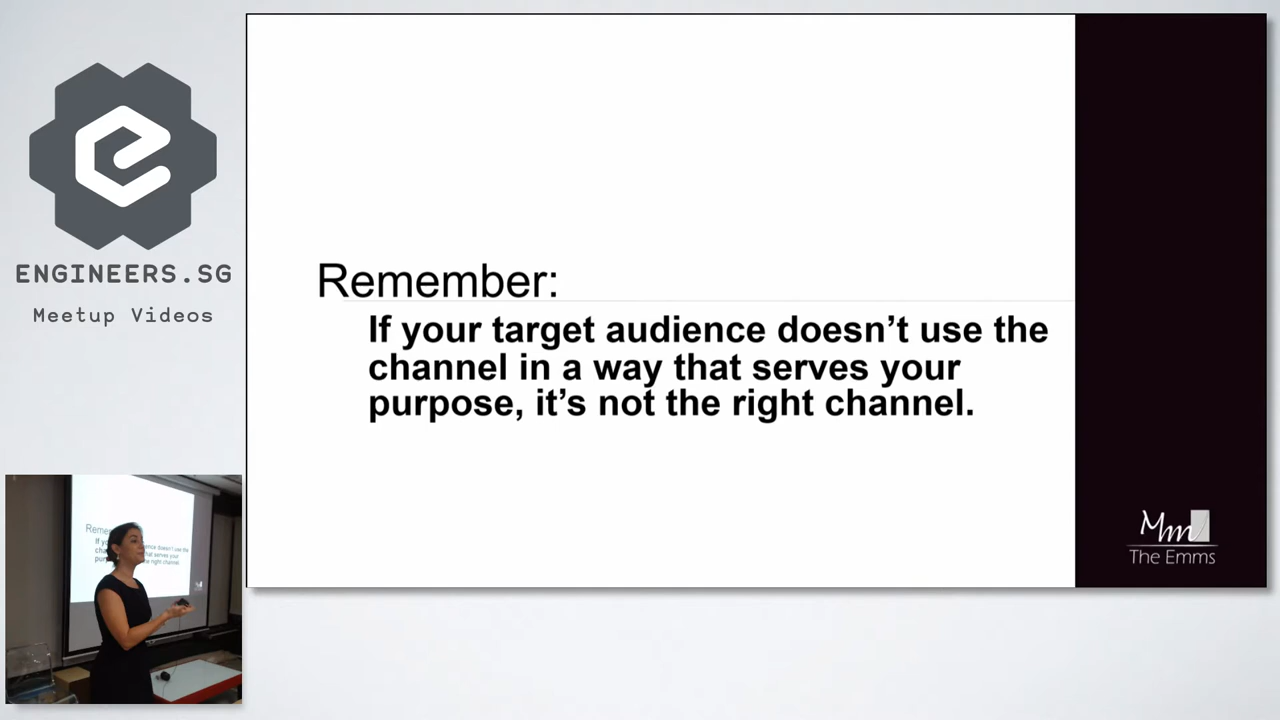 ENGINEERS.SG
Meetup Videos
Remember:
If your target audience doesn’t use the
channel in a way that serves your
purpose, it’s not the right channel.
Mm
The Emms